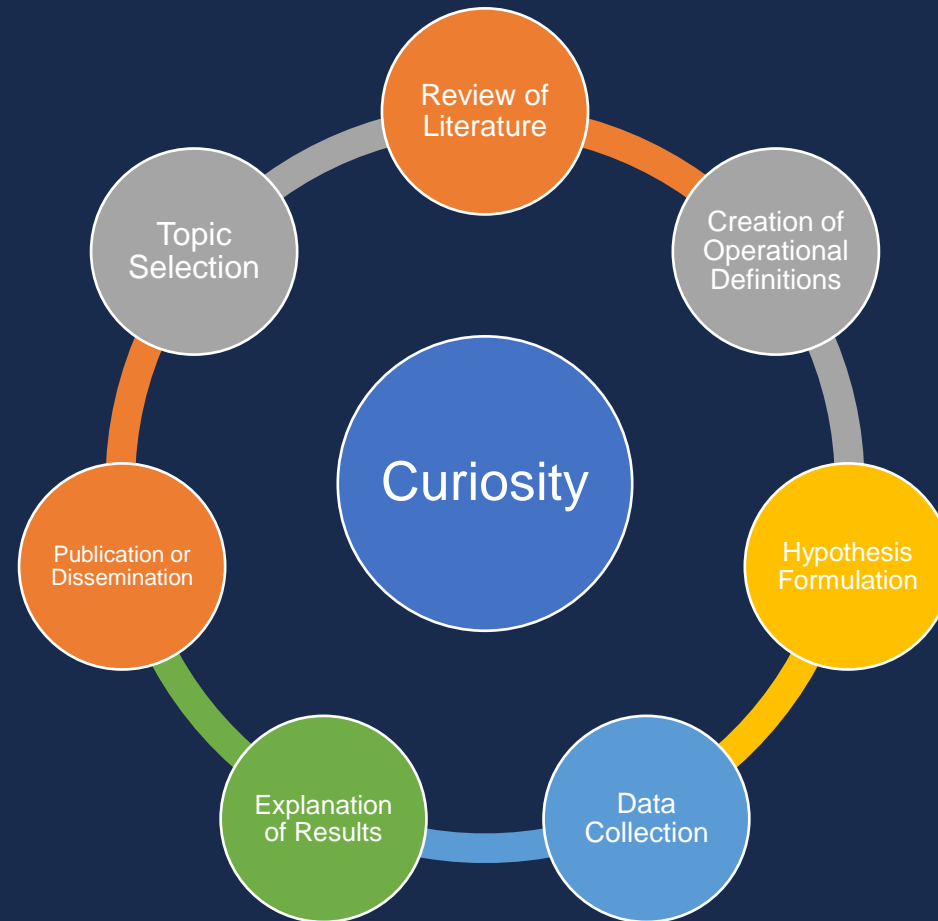 Review of
Literature
Creation of
Operational
Definitions
Hypothesis
Formulation
Data
Collection
Explanation
of Results
Publication or
Dissemination
Topic
Selection
Curiosity